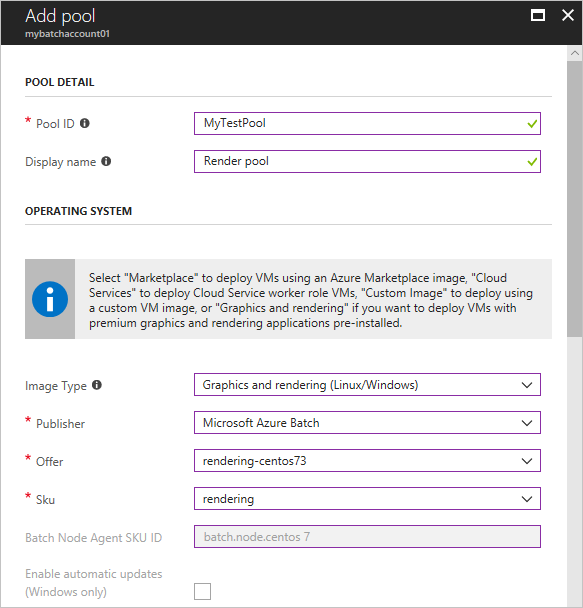 Add pool
mybatchaccount01
POOL DETAIL
* Pool ID
MyTestPool
Display name
Render pool
OPERATING SYSTEM
Select "Marketplace" to deploy VMs using an Azure Marketplace image, "Cloud
Services" to deploy Cloud Service worker role VMs, "Custom Image" to deploy using
a custom VM image, or "Graphics and rendering" if you want to deploy VMs with
premium graphics and rendering applications pre-installed.
Image Type
Graphics and rendering (Linux/Windows)
* Publisher
Microsoft Azure Batch
* Offer
rendering-centos73
* Sku
rendering
Batch Node Agent SKU ID
batch.node.centos 7
Enable automatic updates
(Windows only)